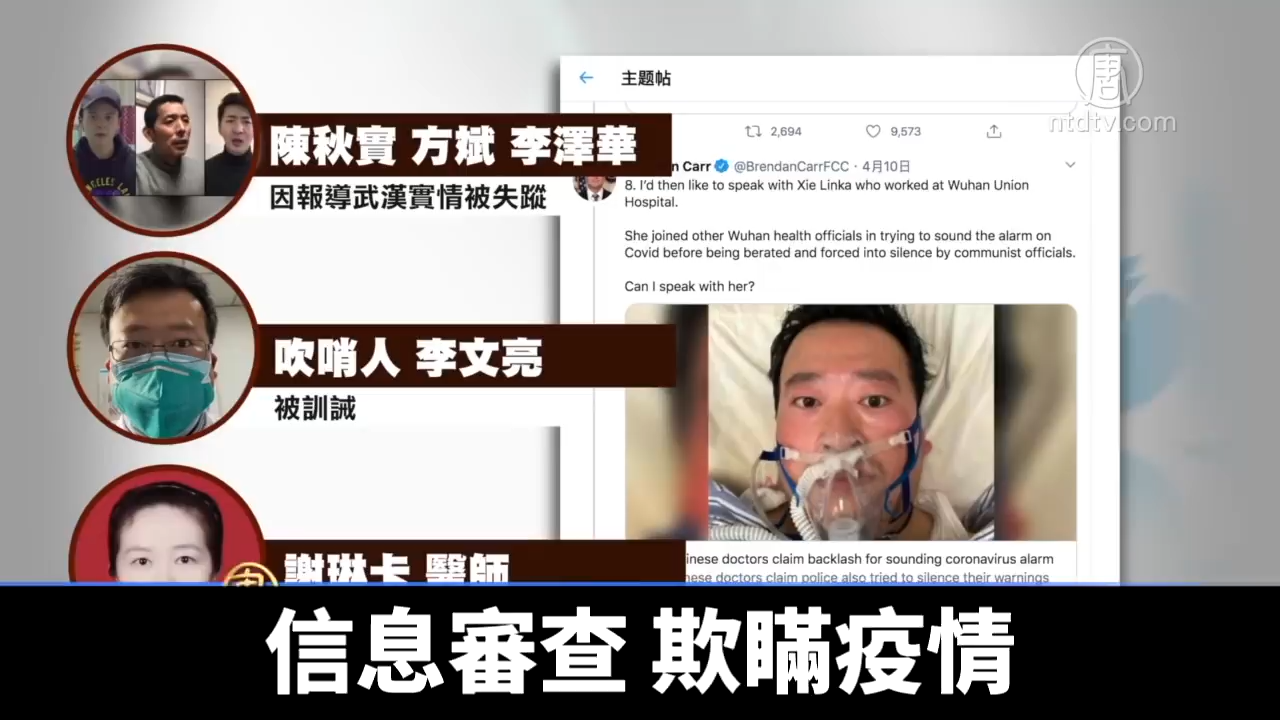 唐
ntdtv.com
陳秋實 方斌 李澤華
因報導武漢實情被失蹤
吹哨人 李文亮
被訓誡
謝琳卡 醫師
主题帖
2,694 9,573
n Carr @BrendanCarrFCC · 4月10日
8. I'd then like to speak with Xie Linka who worked at Wuhan Union
Hospital.
She joined other Wuhan health officials in trying to sound the alarm on
Covid before being berated and forced into silence by communist officials.
Can I speak with her?
inese doctors claim backlash for sounding coronavirus alarm
nese doctors claim police also tried to silence their warnings
信息審查 欺瞞疫情